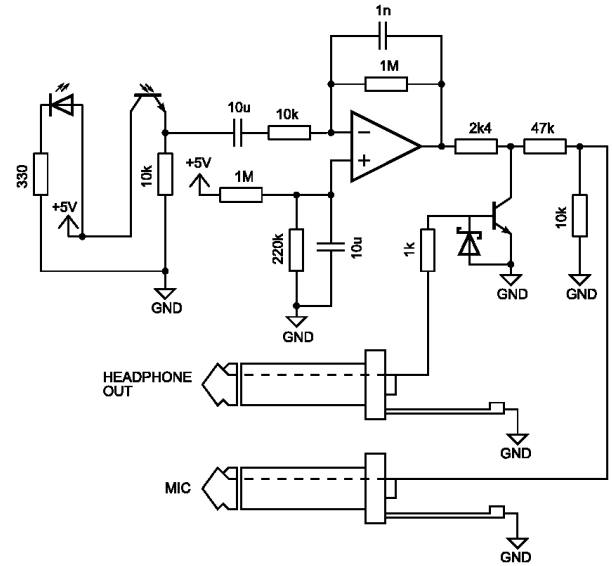 1n
1M
10u
10k
2k4
47k
330
+5V
10k
+5V
1M
220k
10u
1k
10k
GND
GND
GND
GND
HEADPHONE
OUT
GND
MIC
GND